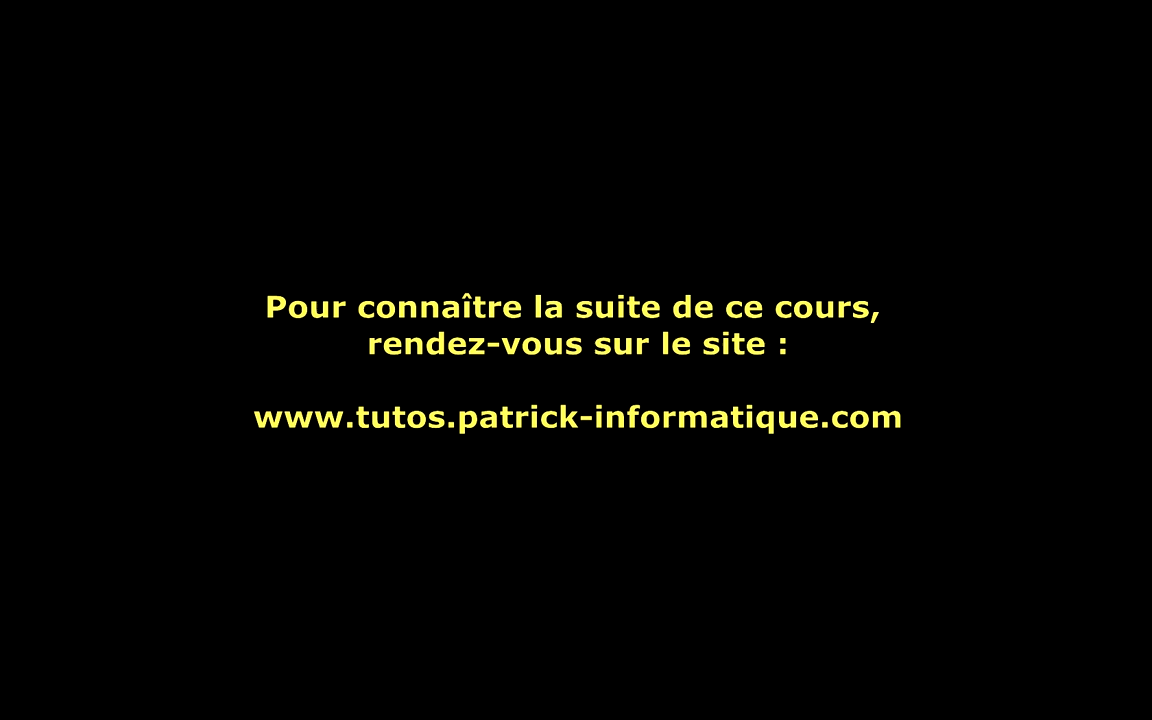 Pour connaître la suite de ce cours,
rendez-vous sur le site :
www.tutos.patrick-informatique.com